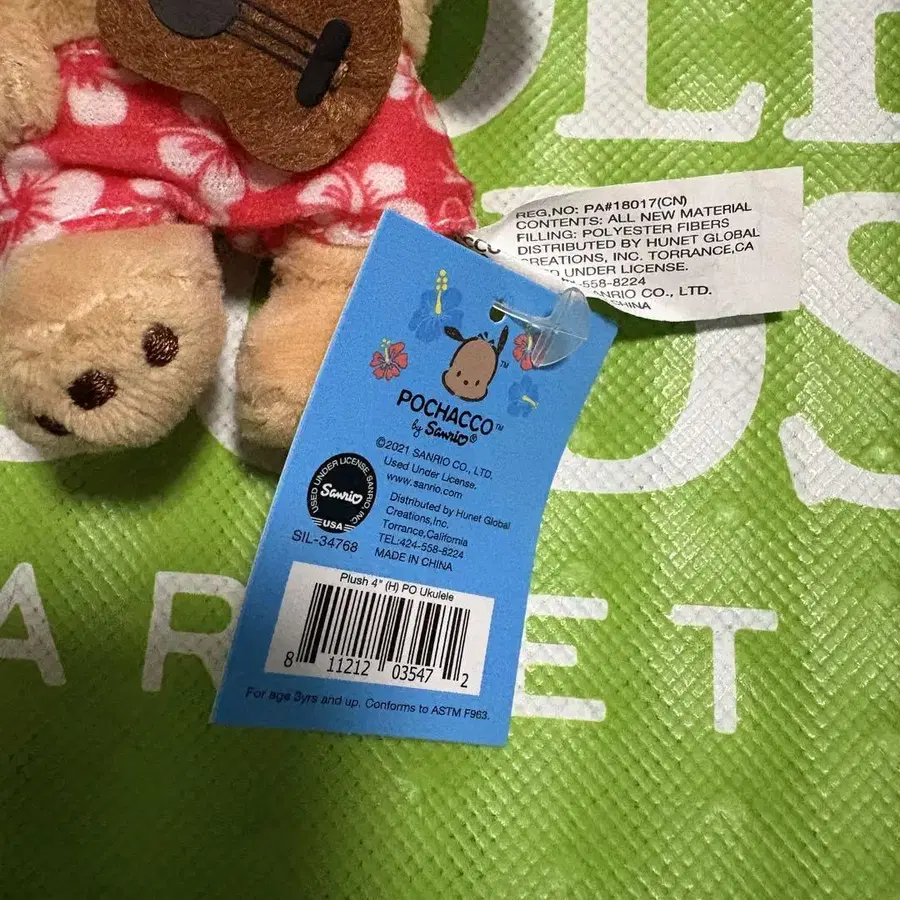 REG,NO: PA#18017(CN)
CONTENTS: ALL NEW MATERIAL
FILLING: POLYESTER FIBERS
DISTRIBUTED BY HUNET GLOBAL
CREATIONS, INC. TORRANCE,CA
UNDER LICENSE.
-558-8224
SANRIO CO., LTD.
CHINA
POCHACCO™
by Sanrio®
©2021 SANRIO CO., LTD.
Used Under License.
www.sanrio.com
Distributed by Hunet Global
Creations,Inc.
Torrance,California
TEL:424-558-8224
MADE IN CHINA
USED UNDER LICENSE SANRIO, INC.
Sanrio
USA
SIL-34768
Plush 4" (H) PO Ukulele
8 11212 03547 2
For age 3yrs and up. Conforms to ASTM F963.
ARKET